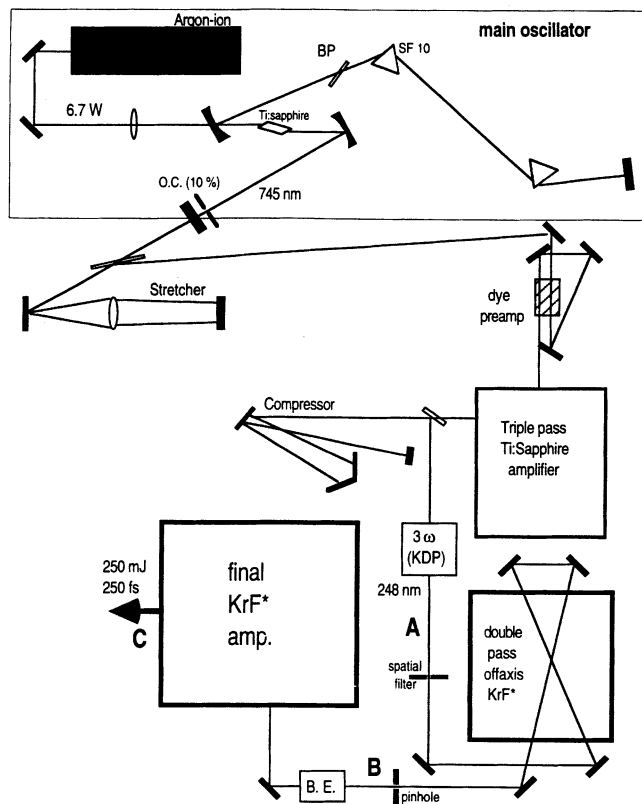 Argon-ion
main oscillator
BP
SF 10
6.7 W
Ti:sapphire
O.C. (10 %)
745 nm
Stretcher
dye
preamp
Compressor
Triple pass
Ti:Sapphire
amplifier
3 ω
(KDP)
250 mJ
250 fs
C
final
KrF*
amp.
248 nm
A
spatial
filter
double
pass
offaxis
KrF*
B
B. E.
pinhole